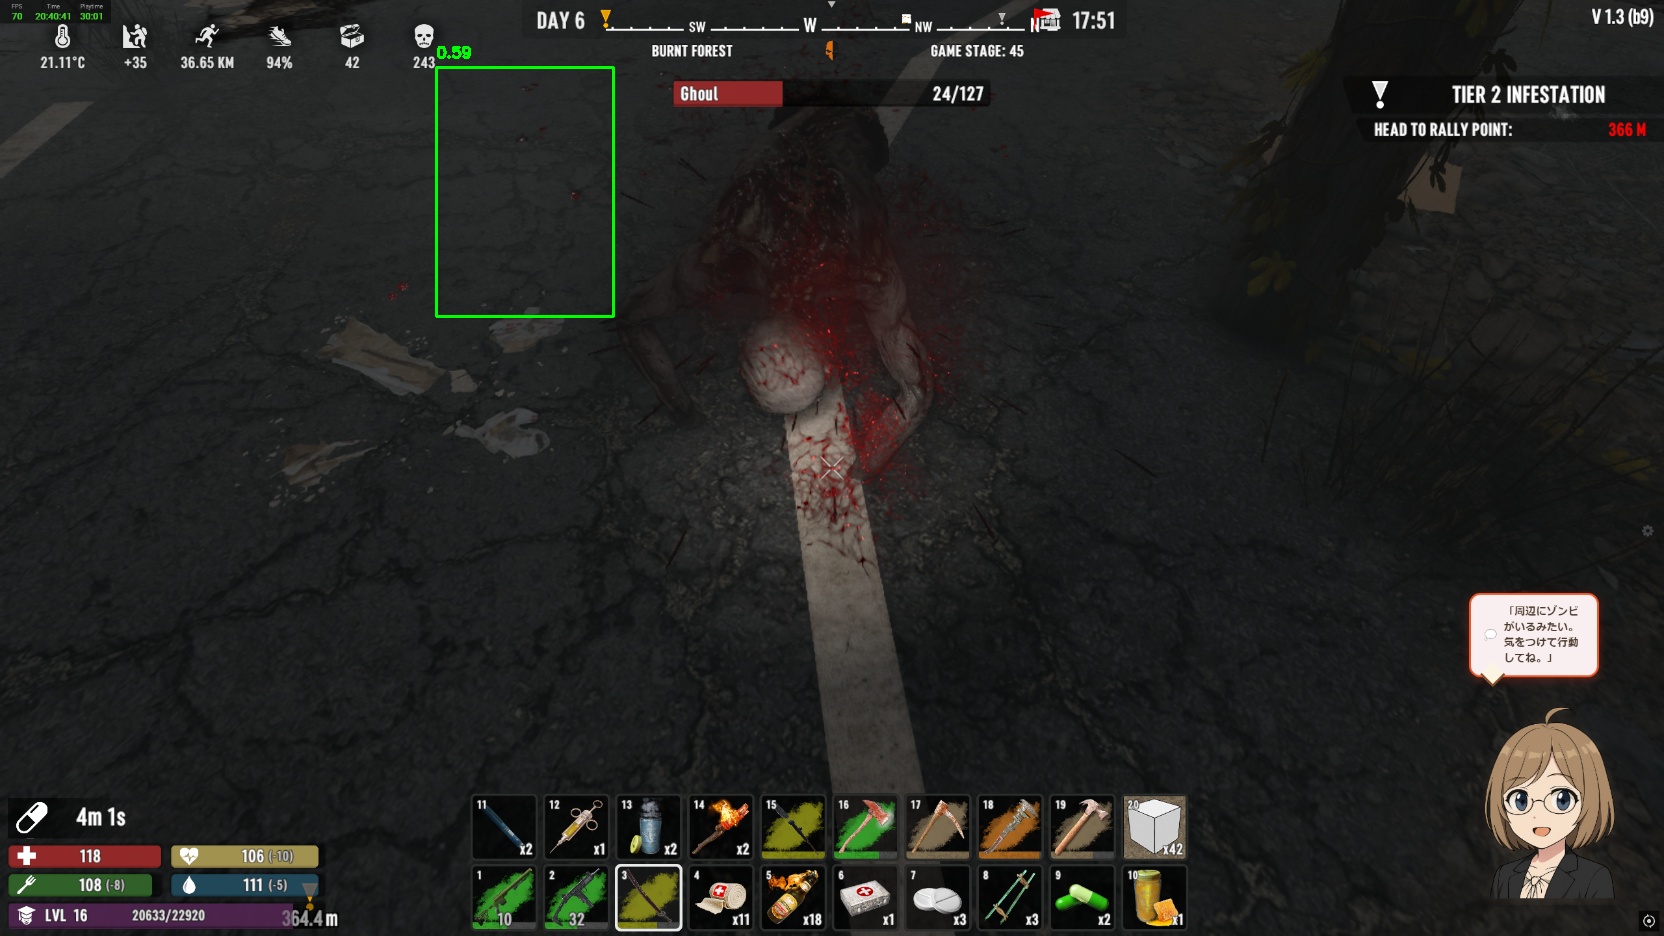 FPS Time Playtime
70 20:40:41 30:01
21.11°C +35 36.65 KM 94% 42 243
0.59
DAY 6 SW W NW N 17:51
BURNT FOREST GAME STAGE: 45
V 1.3 (b9)
Ghoul 24/127
TIER 2 INFESTATION
HEAD TO RALLY POINT: 366 M
「周辺にゾンビ
がいるみたい。
気をつけて行動
してね。」
4m 1s
118 106 (-10)
108 (-8) 111 (-5)
LVL 16 20633/22920 364.4 m
11 x2 12 x1 13 x2 14 x2 15 16 17 18 19 20 x42
1 10 2 32 3 4 x11 5 x18 6 x1 7 x3 8 x3 9 x2 10 x1